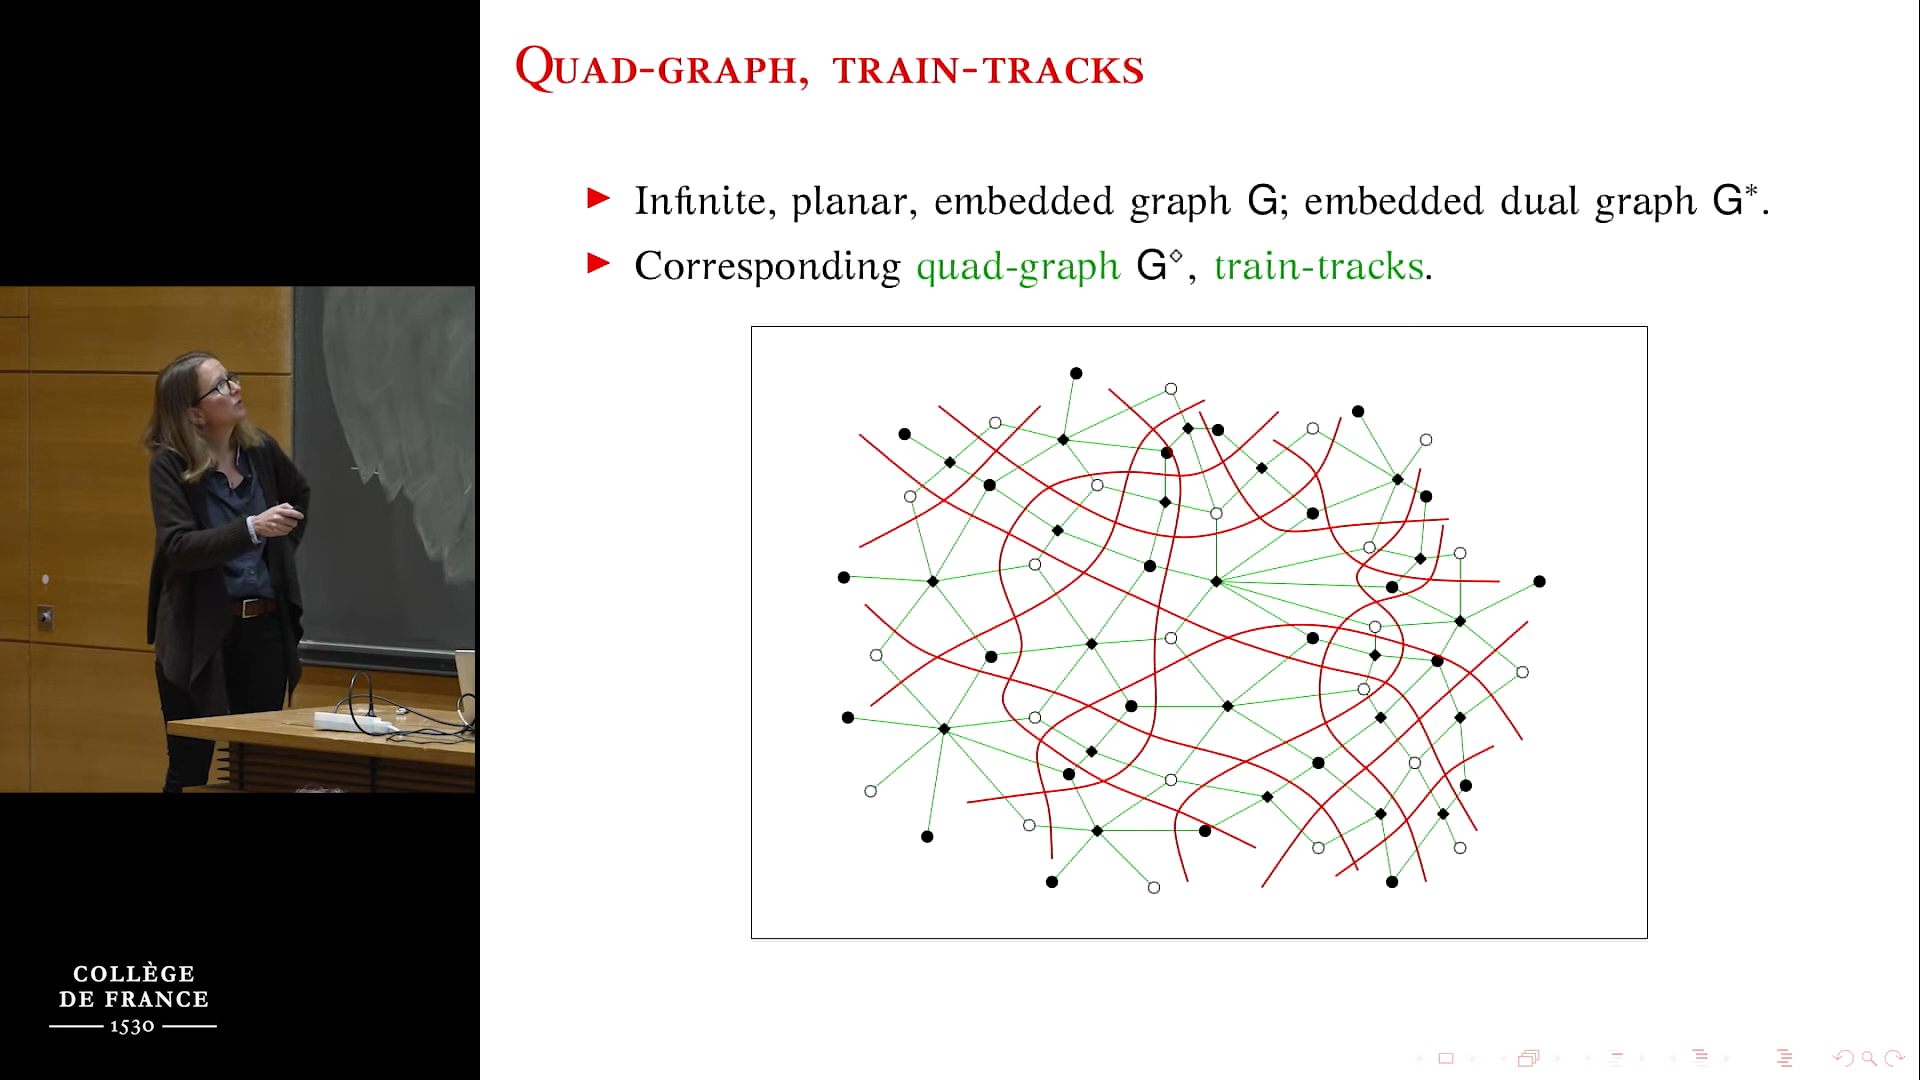 QUAD-GRAPH, TRAIN-TRACKS
Infinite, planar, embedded graph G; embedded dual graph G*.
Corresponding quad-graph G⋄, train-tracks.
COLLÈGE
DE FRANCE
1530